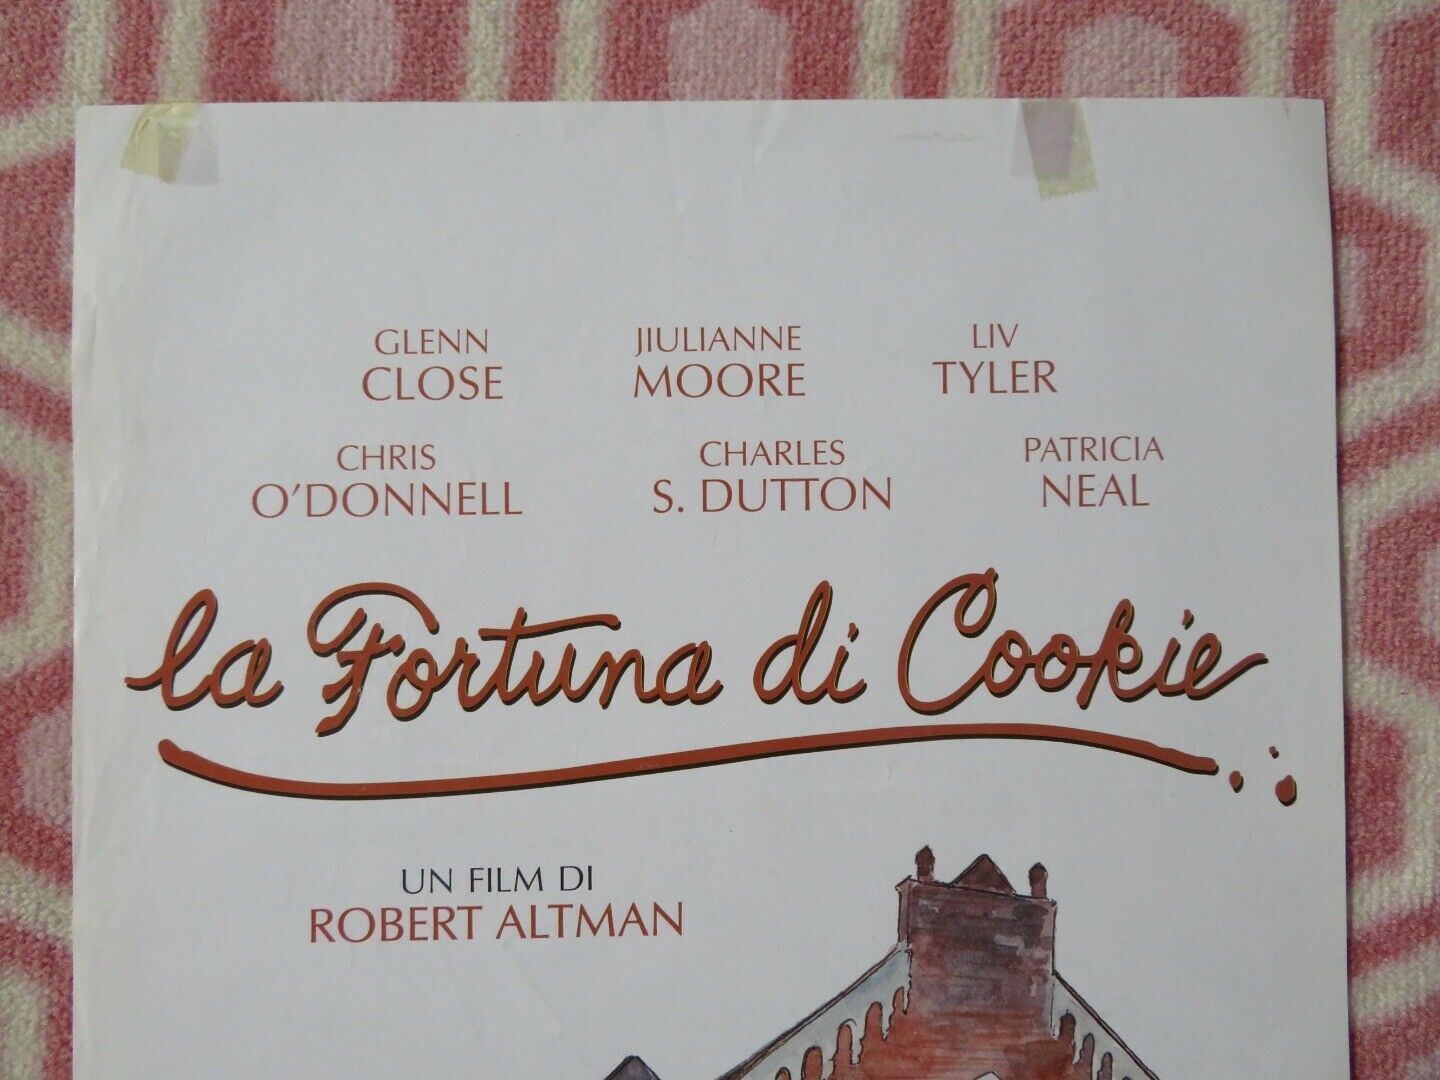 GLENN CLOSE
JIULIANNE MOORE
LIV TYLER
CHRIS O'DONNELL
CHARLES S. DUTTON
PATRICIA NEAL
la Fortuna di Cookie
UN FILM DI
ROBERT ALTMAN